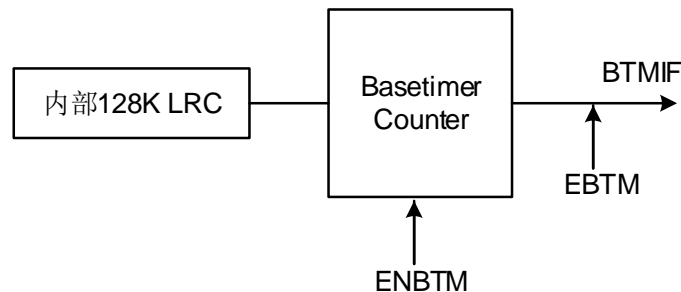 BTMIF
内部128K LRC
Basetimer
Counter
EBTM
ENBTM